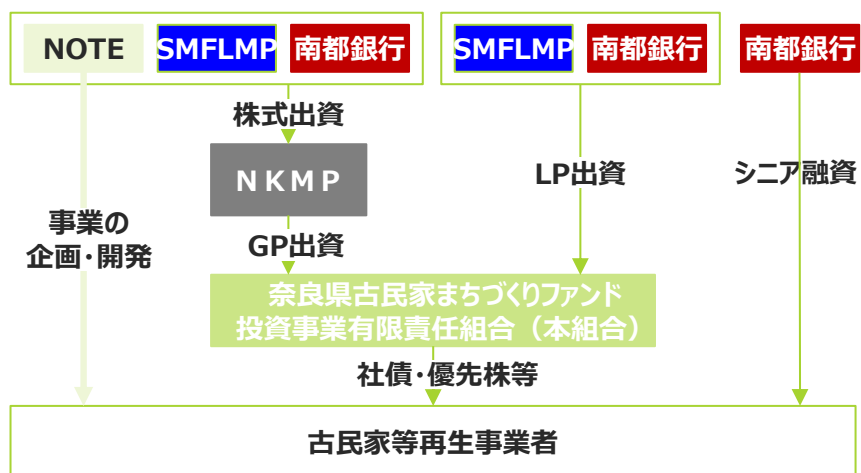 NOTE SMFLMP 南都銀行 SMFLMP 南都銀行 南都銀行
株式出資
NKMP
LP出資
シニア融資
事業の
企画・開発
GP出資
奈良県古民家まちづくりファンド
投資事業有限責任組合（本組合）
社債・優先株等
古民家等再生事業者